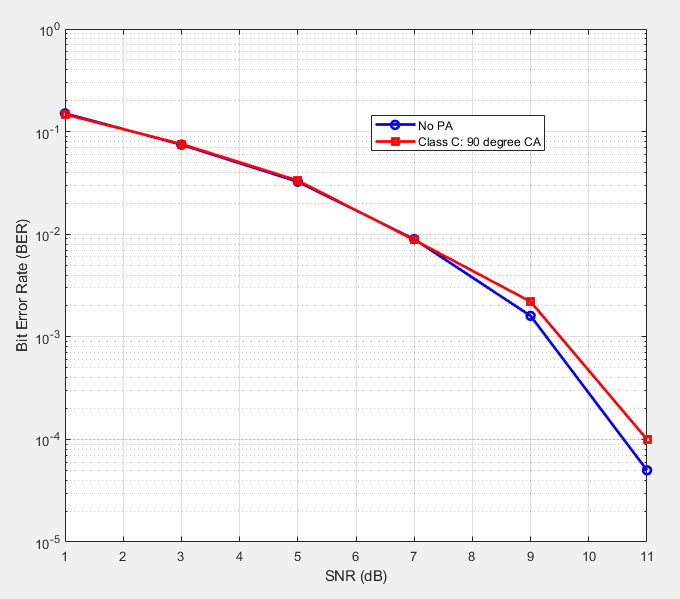 10^0
10^-1
10^-2
10^-3
10^-4
10^-5
Bit Error Rate (BER)
No PA
Class C: 90 degree CA
1 2 3 4 5 6 7 8 9 10 11
SNR (dB)